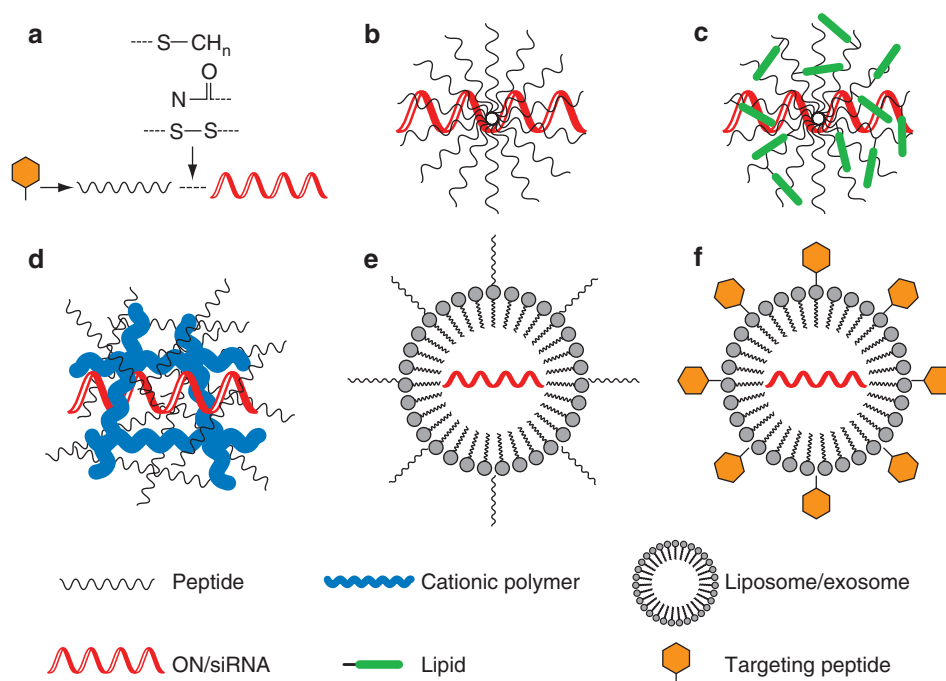 a
S—CHn
O
N
S—S
b
c
d
e
f
Peptide
Cationic polymer
Liposome/exosome
ON/siRNA
Lipid
Targeting peptide